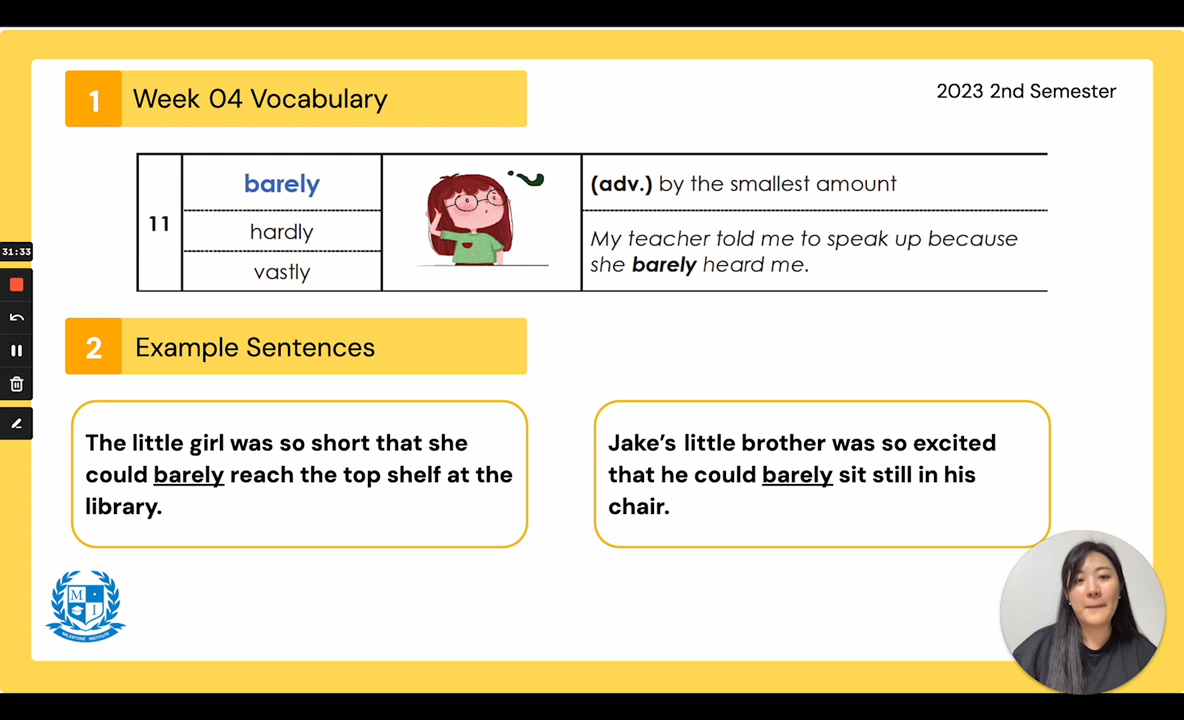 1 Week 04 Vocabulary
2023 2nd Semester
11
barely
hardly
vastly
(adv.) by the smallest amount
My teacher told me to speak up because
she barely heard me.
31:33
2 Example Sentences
The little girl was so short that she
could barely reach the top shelf at the
library.
Jake’s little brother was so excited
that he could barely sit still in his
chair.
M
I
MILESTONE INSTITUTE